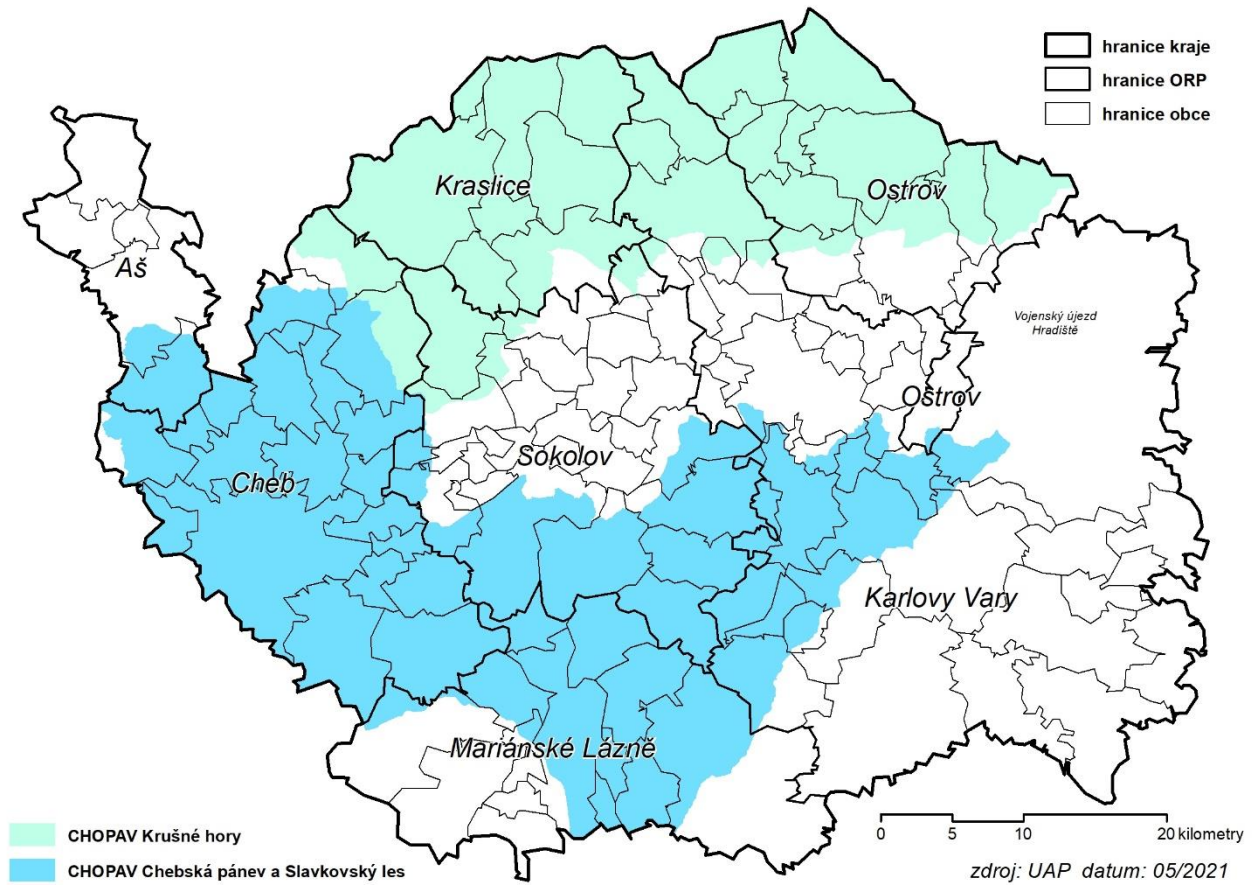 hranice kraje
hranice ORP
hranice obce
Kraslice
Ostrov
Aš
Vojenský újezd
Hradiště
Ostrov
Sokolov
Cheb
Karlovy Vary
Mariánské Lázně
0 5 10 20 kilometry
CHOPAV Krušné hory
CHOPAV Chebská pánev a Slavkovský les
zdroj: UAP datum: 05/2021